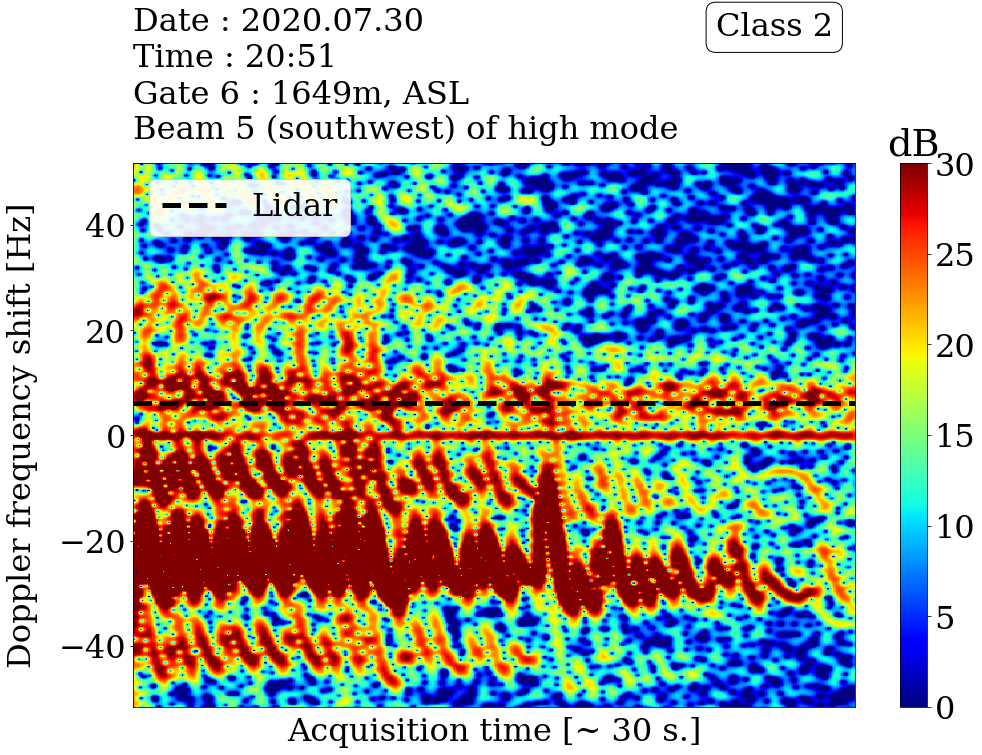 Date : 2020.07.30
Time : 20:51
Gate 6 : 1649m, ASL
Beam 5 (southwest) of high mode
Class 2
dB
Lidar
Doppler frequency shift [Hz]
40
20
0
−20
−40
30
25
20
15
10
5
0
Acquisition time [~ 30 s.]